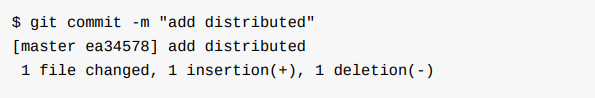 $ git commit -m "add distributed"
[master ea34578] add distributed
 1 file changed, 1 insertion(+), 1 deletion(-)